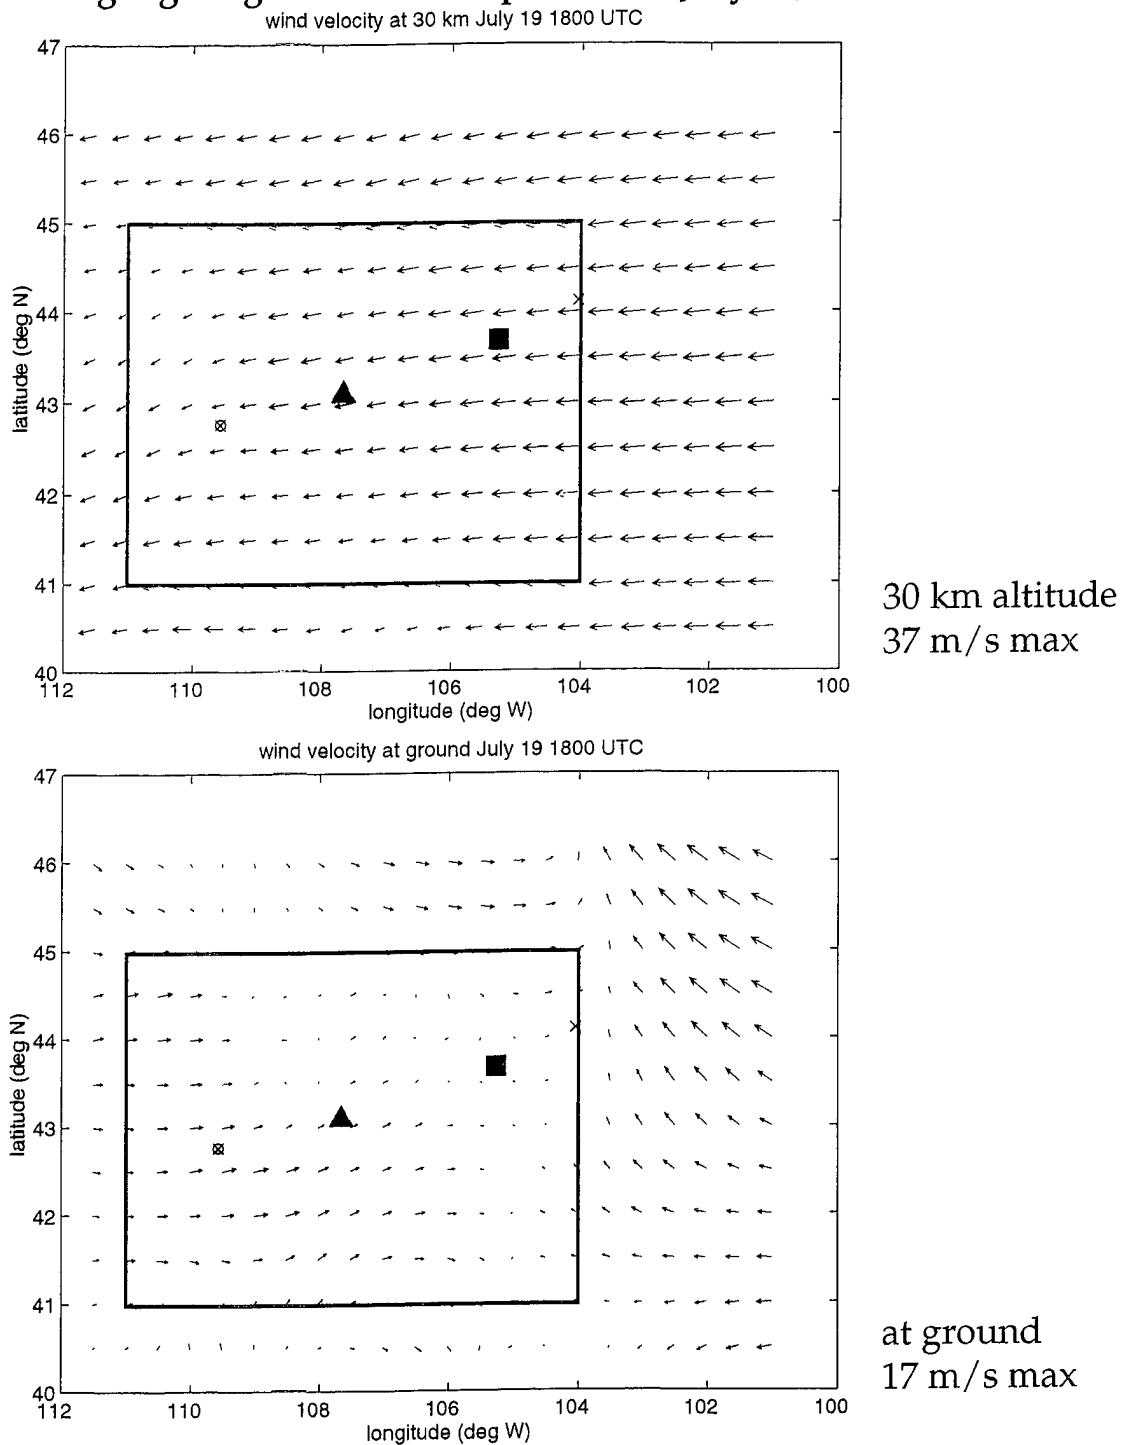 wind velocity at 30 km July 19 1800 UTC
47
46
45
44
43
42
41
40
latitude (deg N)
112 110 108 106 104 102 100
longitude (deg W)
30 km altitude
37 m/s max
wind velocity at ground July 19 1800 UTC
47
46
45
44
43
42
41
40
latitude (deg N)
112 110 108 106 104 102 100
longitude (deg W)
at ground
17 m/s max